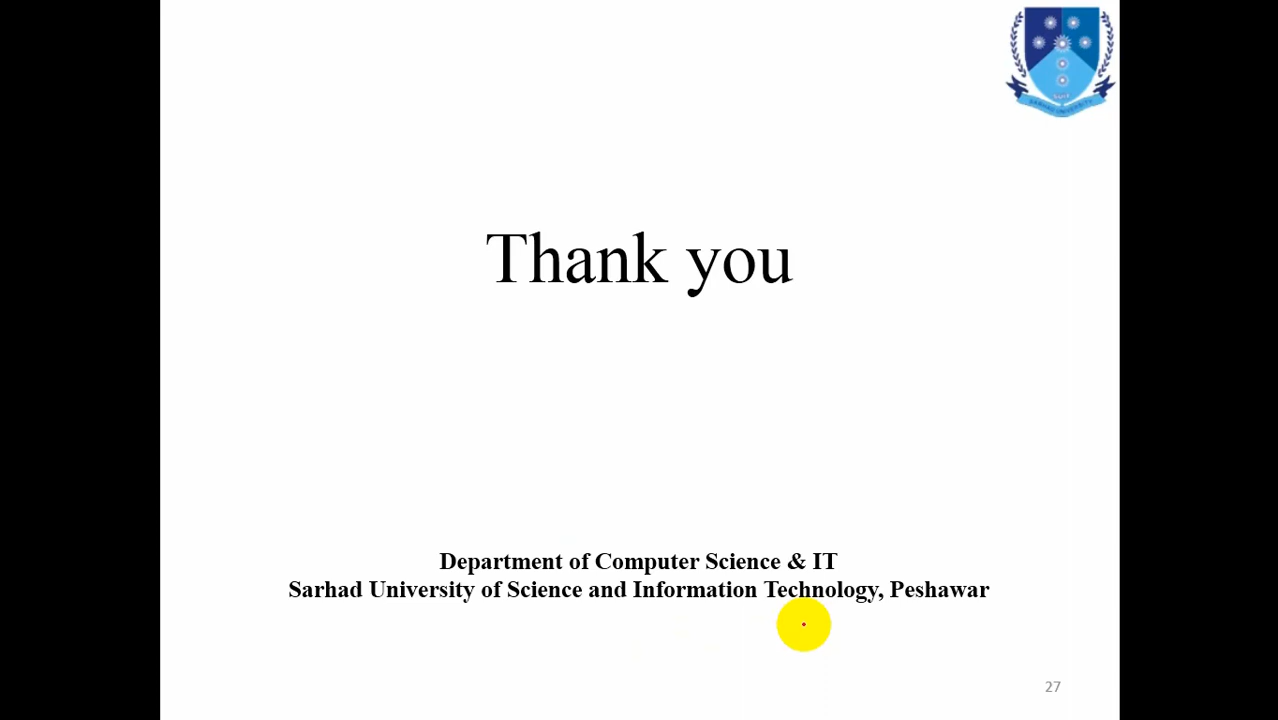 Thank you
Department of Computer Science & IT
Sarhad University of Science and Information Technology, Peshawar
27